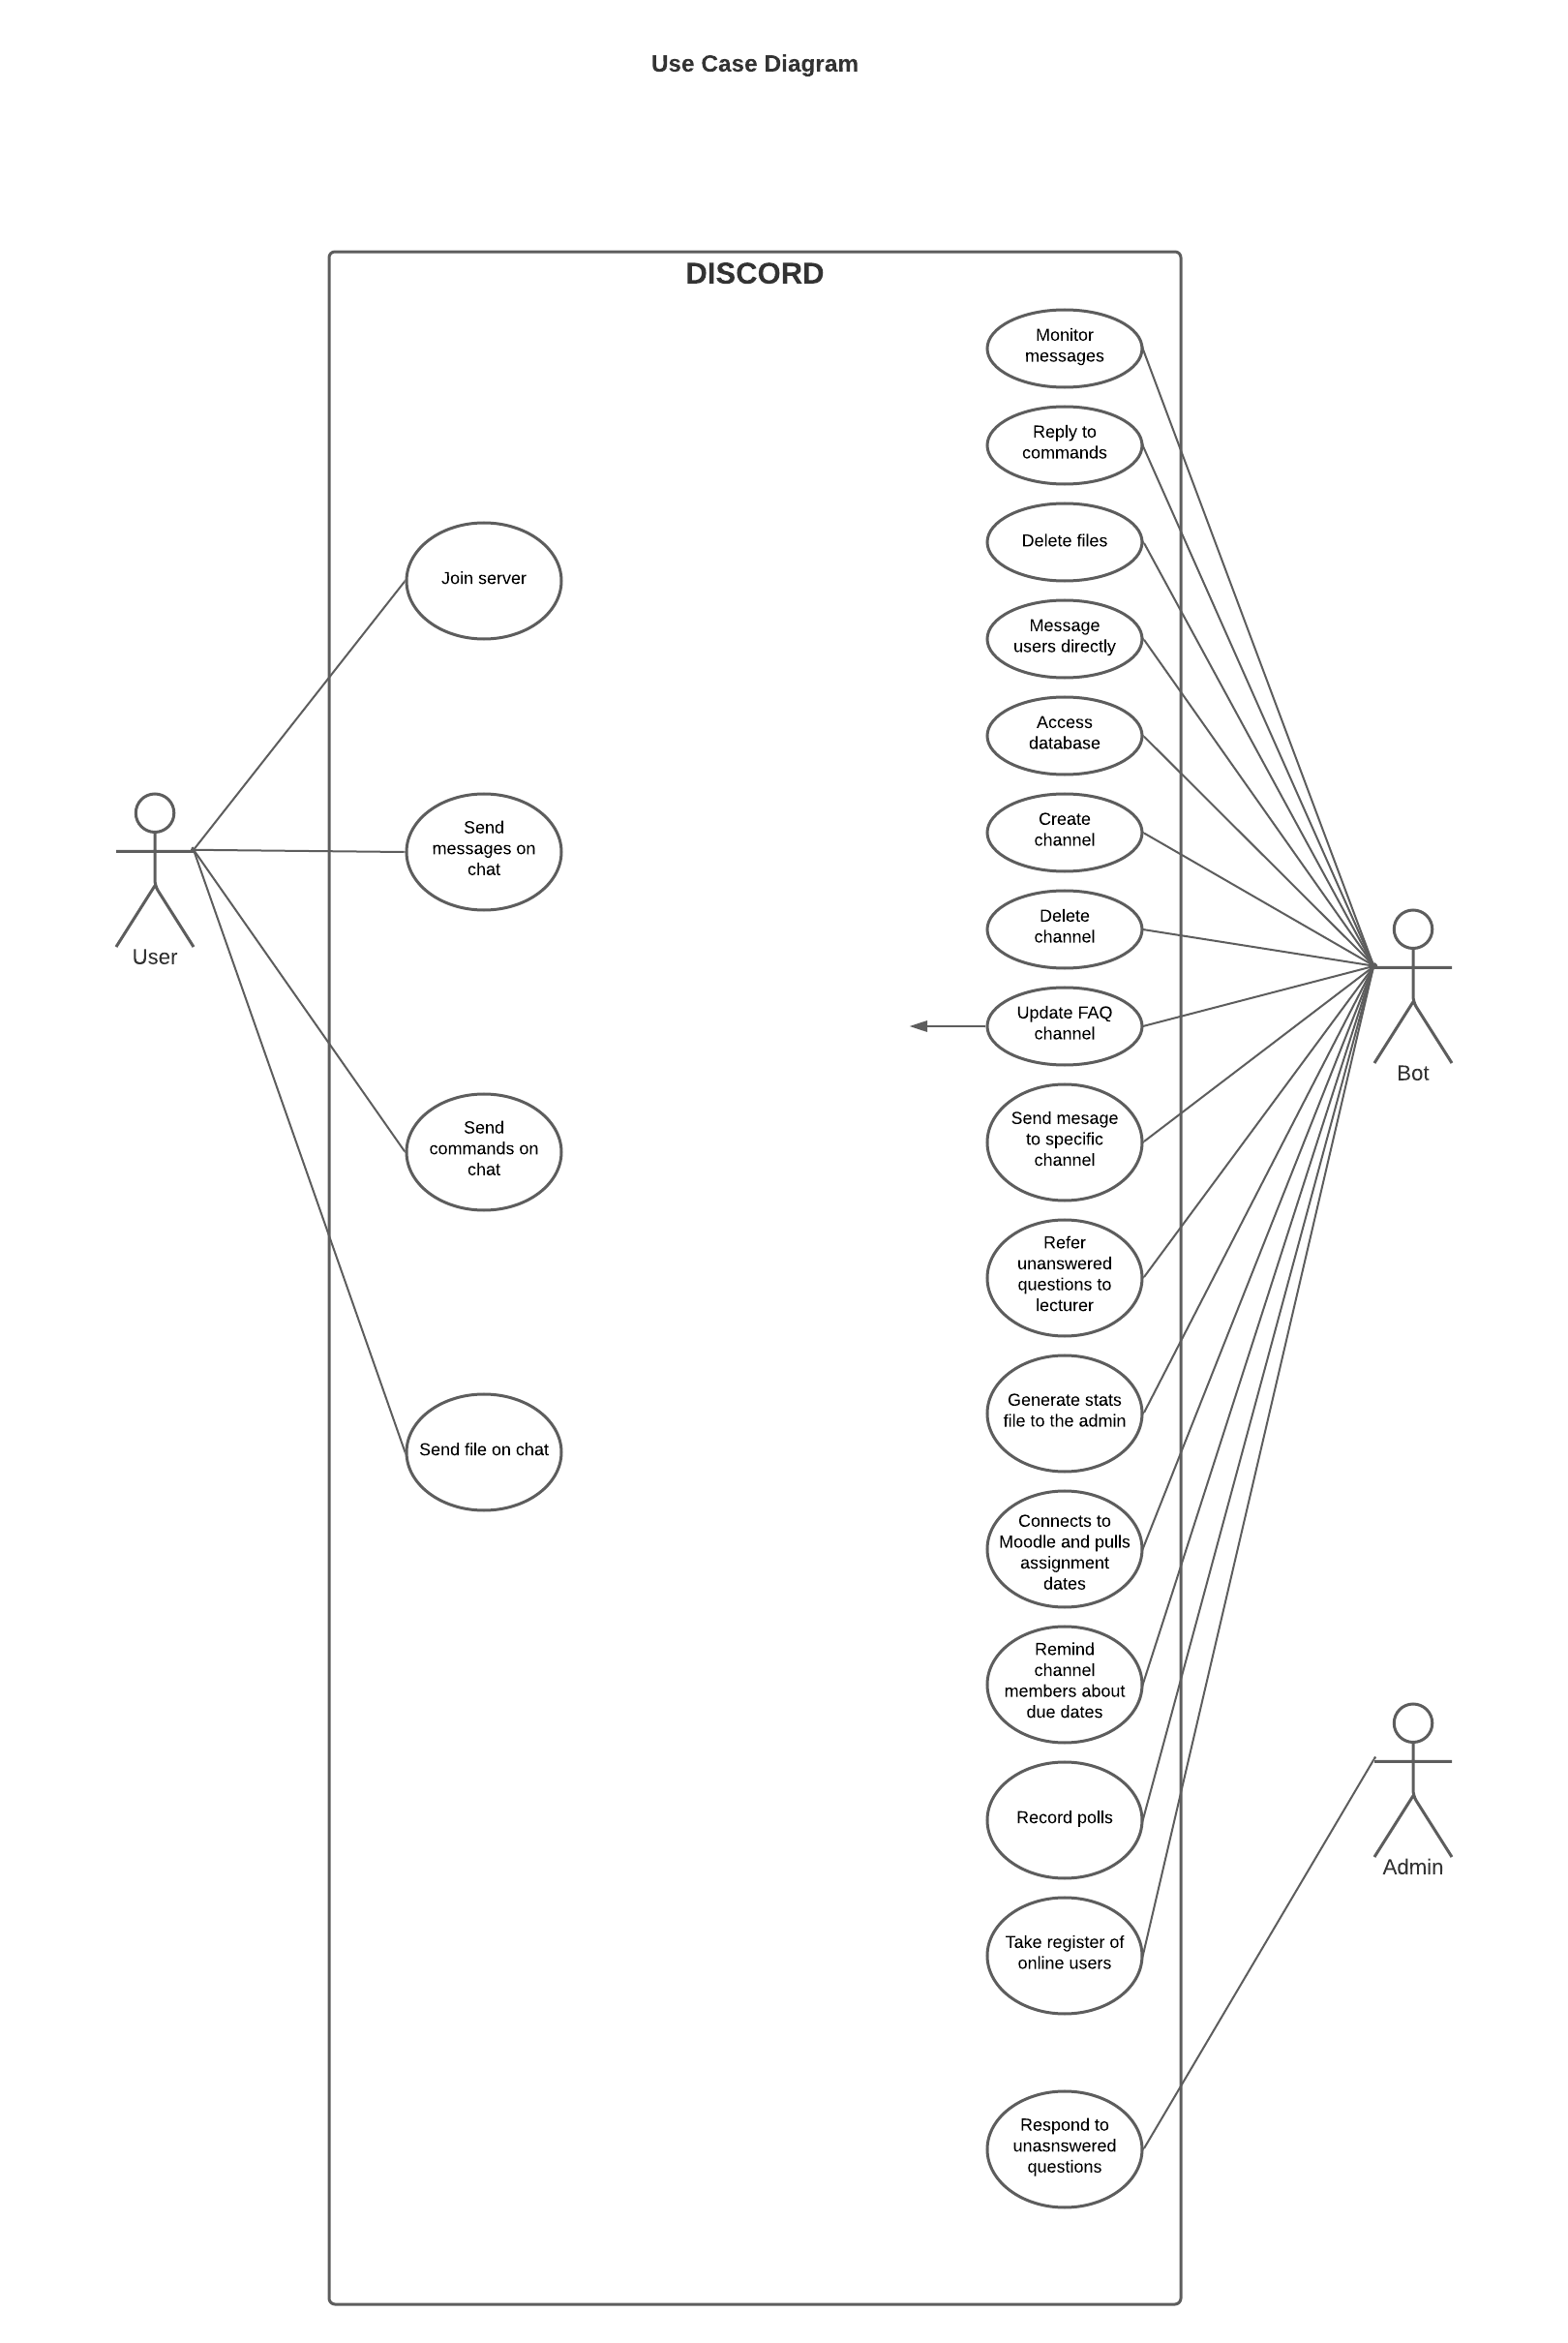 Use Case Diagram
DISCORD
Monitor
messages
Reply to
commands
Delete files
Join server
Message
users directly
Access
database
Create
channel
Send
messages on
chat
Delete
channel
User
Update FAQ
channel
Bot
Send
commands on
chat
Send mesage
to specific
channel
Refer
unanswered
questions to
lecturer
Generate stats
file to the admin
Send file on chat
Connects to
Moodle and pulls
assignment
dates
Remind
channel
members about
due dates
Record polls
Admin
Take register of
online users
Respond to
unasnswered
questions